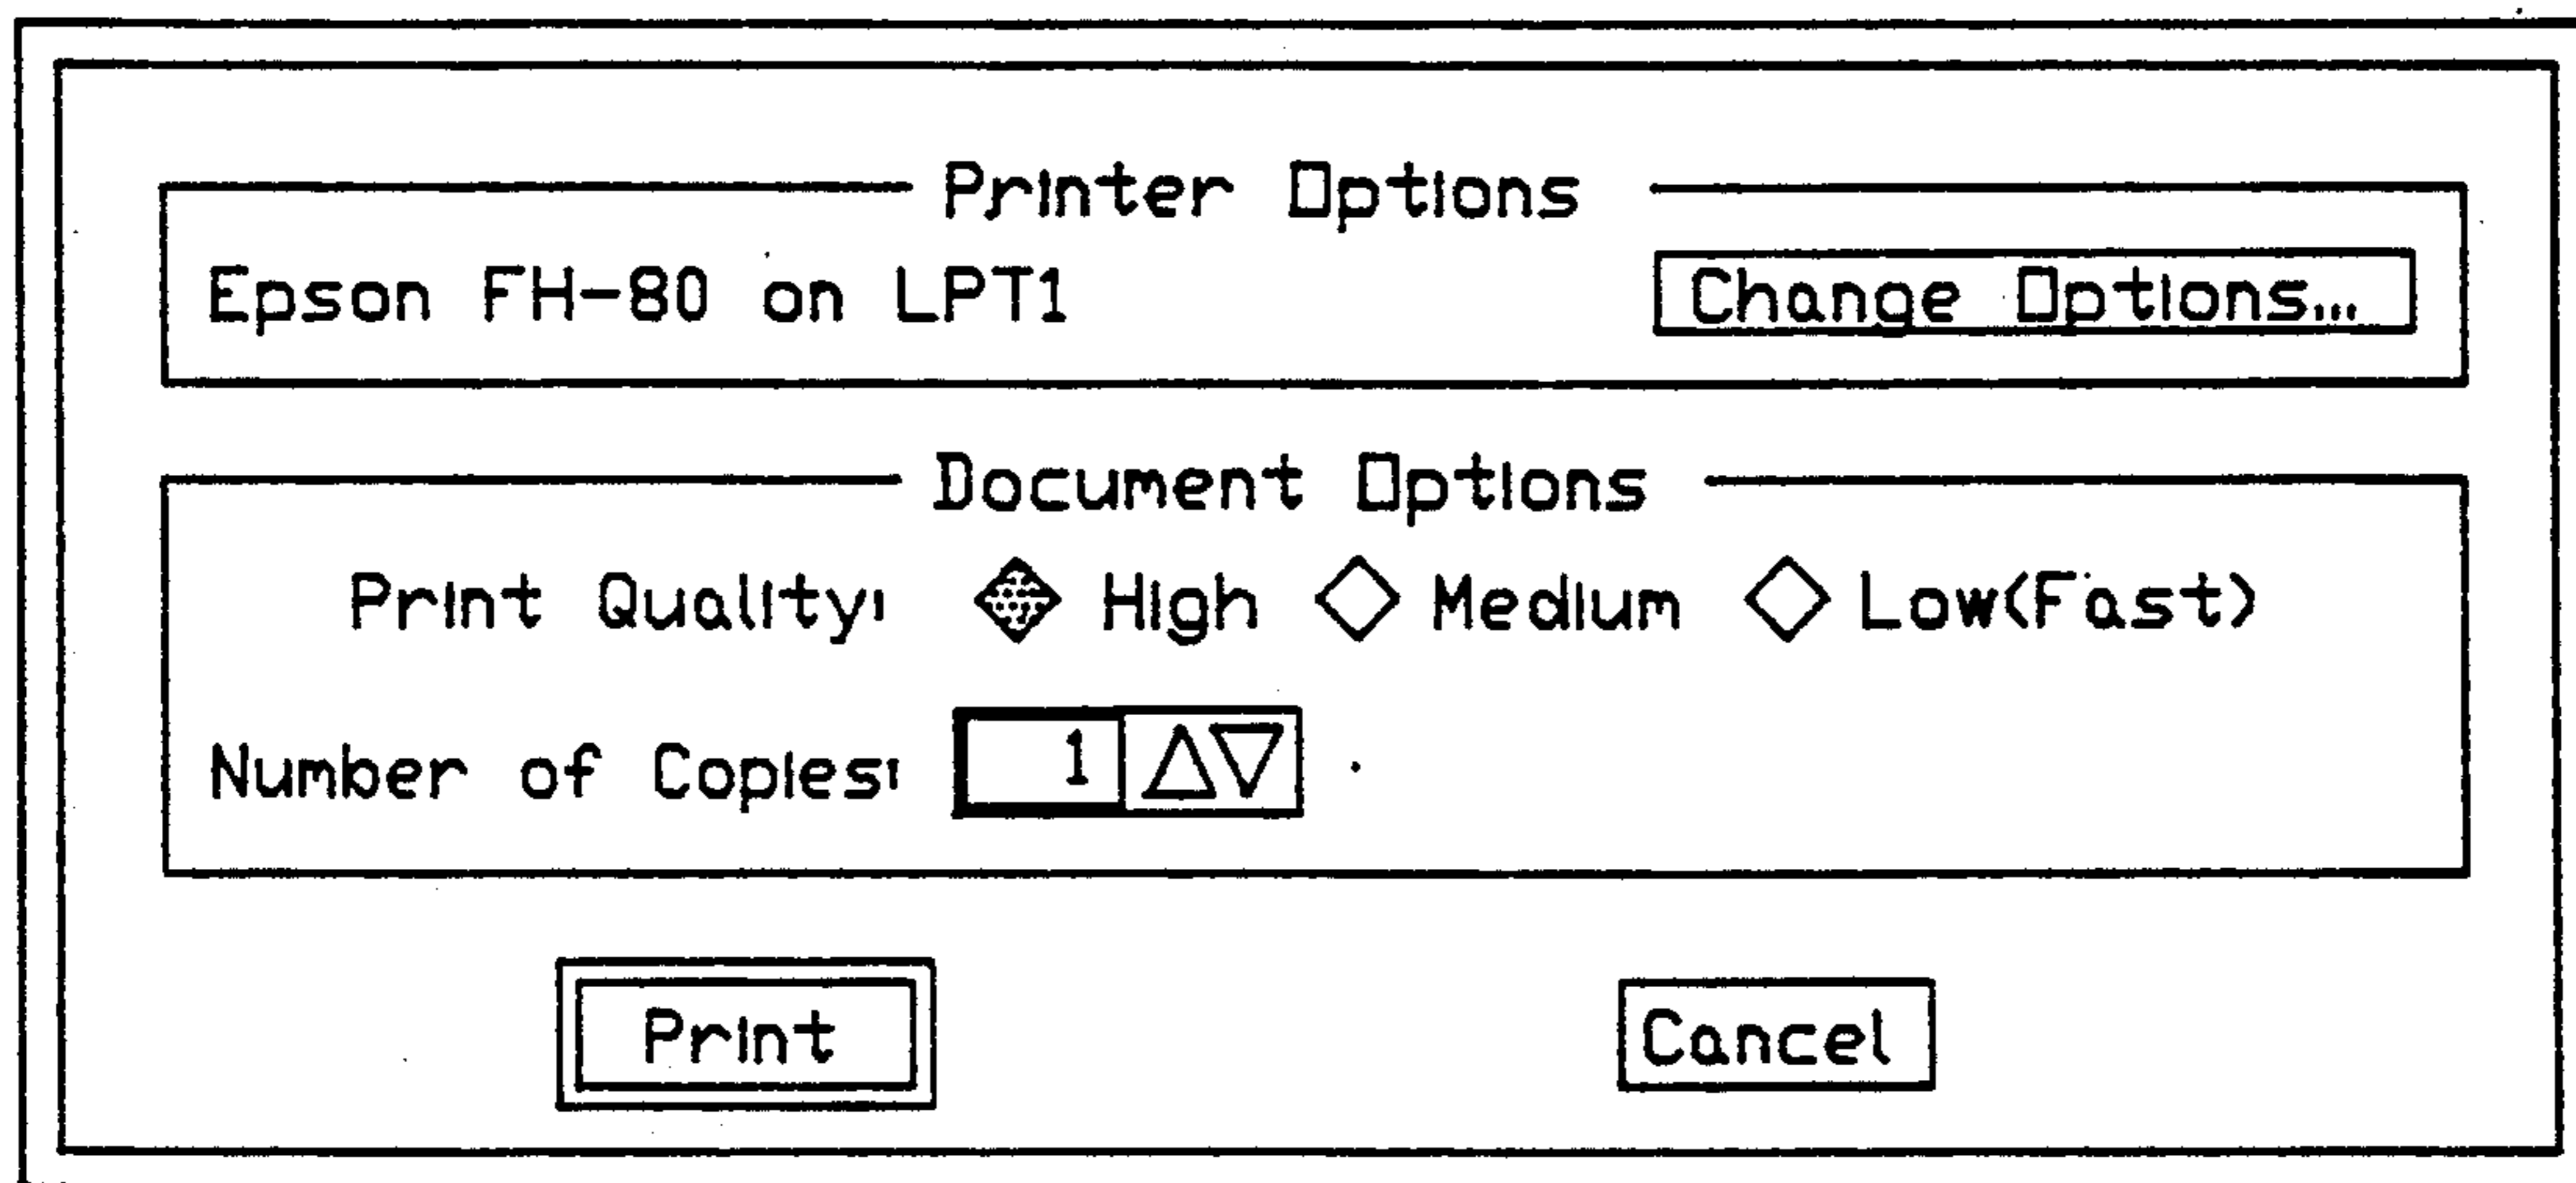 Printer Options
Epson FH-80 on LPT1 Change Options...
Document Options
Print Quality: High Medium Low(Fast)
Number of Copies: 1
Print Cancel